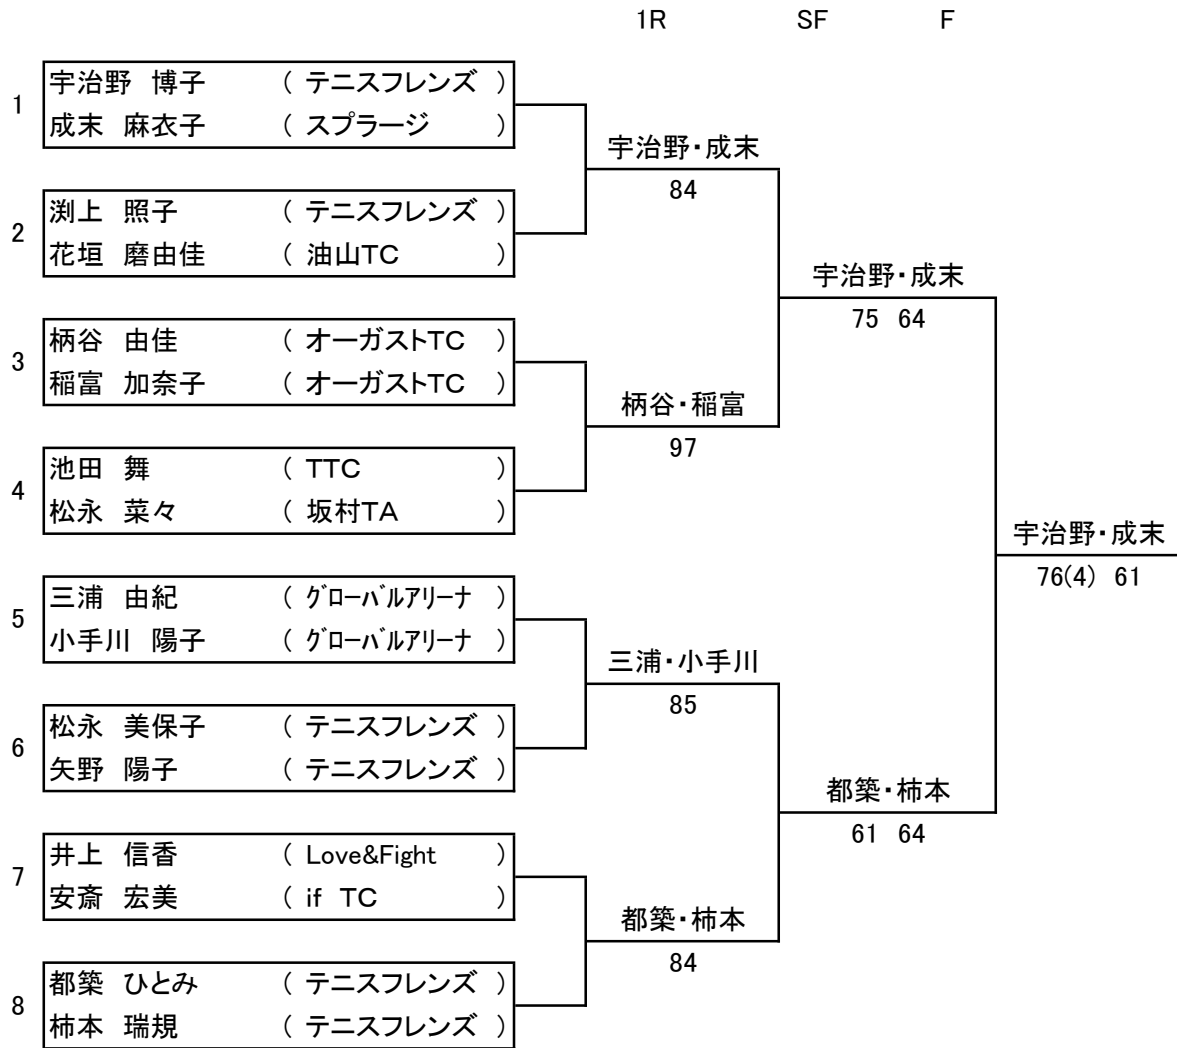 1R SF F
1
宇治野 博子 ( テニスフレンズ )
成末 麻衣子 ( スプラージ )
宇治野・成末
84
2
渕上 照子 ( テニスフレンズ )
花垣 磨由佳 ( 油山TC )
宇治野・成末
75 64
3
柄谷 由佳 ( オーガストTC )
稲富 加奈子 ( オーガストTC )
柄谷・稲富
97
4
池田 舞 ( TTC )
松永 菜々 ( 坂村TA )
宇治野・成末
76(4) 61
5
三浦 由紀 ( グローバルアリーナ )
小手川 陽子 ( グローバルアリーナ )
三浦・小手川
85
6
松永 美保子 ( テニスフレンズ )
矢野 陽子 ( テニスフレンズ )
都築・柿本
61 64
7
井上 信香 ( Love&Fight )
安斎 宏美 ( if TC )
都築・柿本
84
8
都築 ひとみ ( テニスフレンズ )
柿本 瑞規 ( テニスフレンズ )